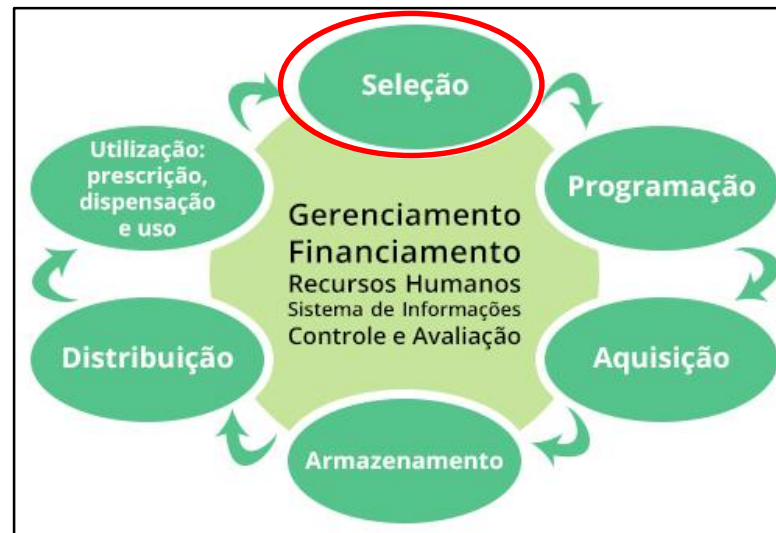 Seleção
Programação
Aquisição
Armazenamento
Distribuição
Utilização:
prescrição,
dispensação
e uso
Gerenciamento
Financiamento
Recursos Humanos
Sistema de Informações
Controle e Avaliação